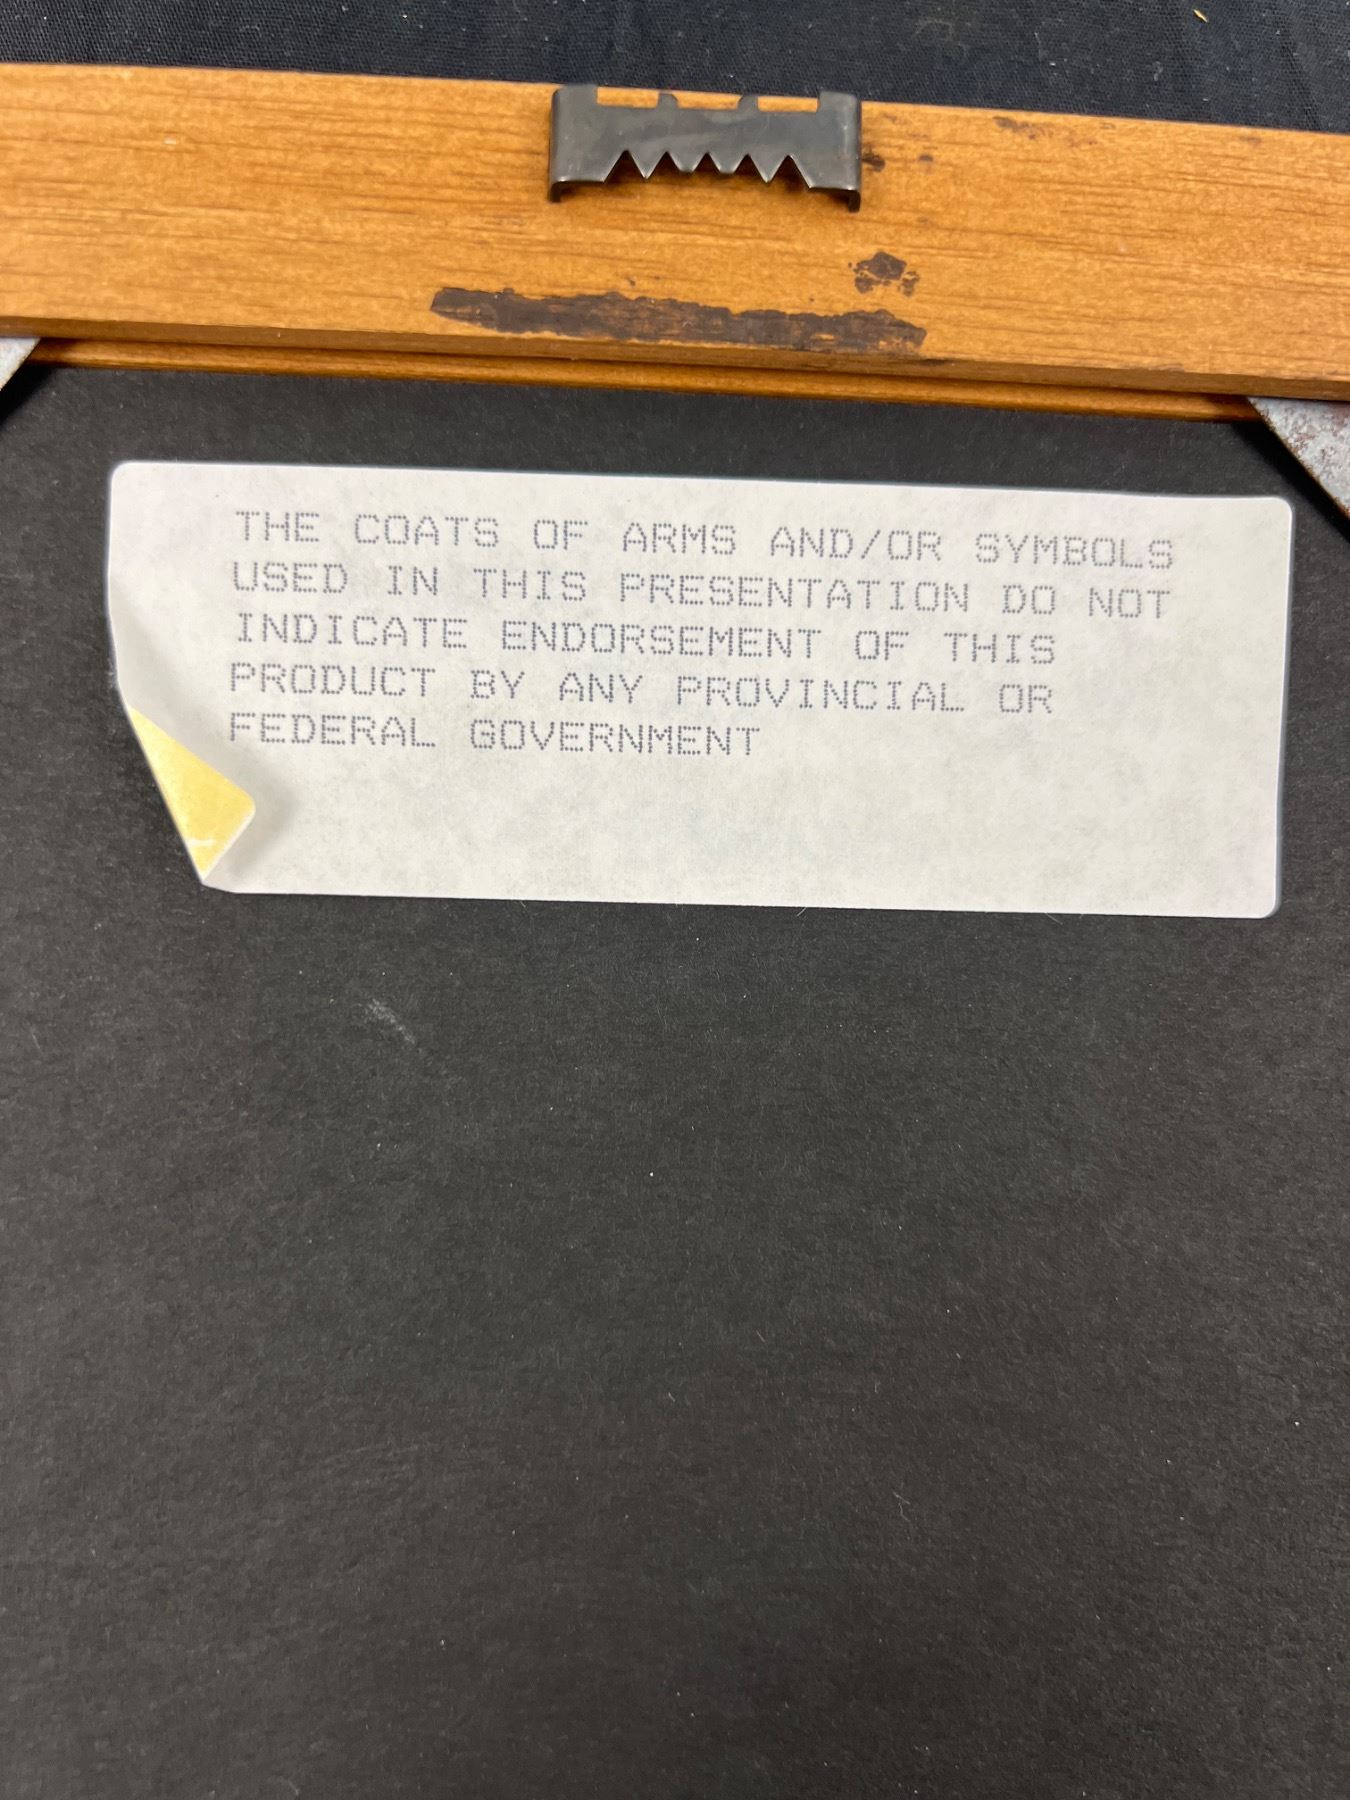 THE COATS OF ARMS AND/OR SYMBOLS
USED IN THIS PRESENTATION DO NOT
INDICATE ENDORSEMENT OF THIS
PRODUCT BY ANY PROVINCIAL OR
FEDERAL GOVERNMENT